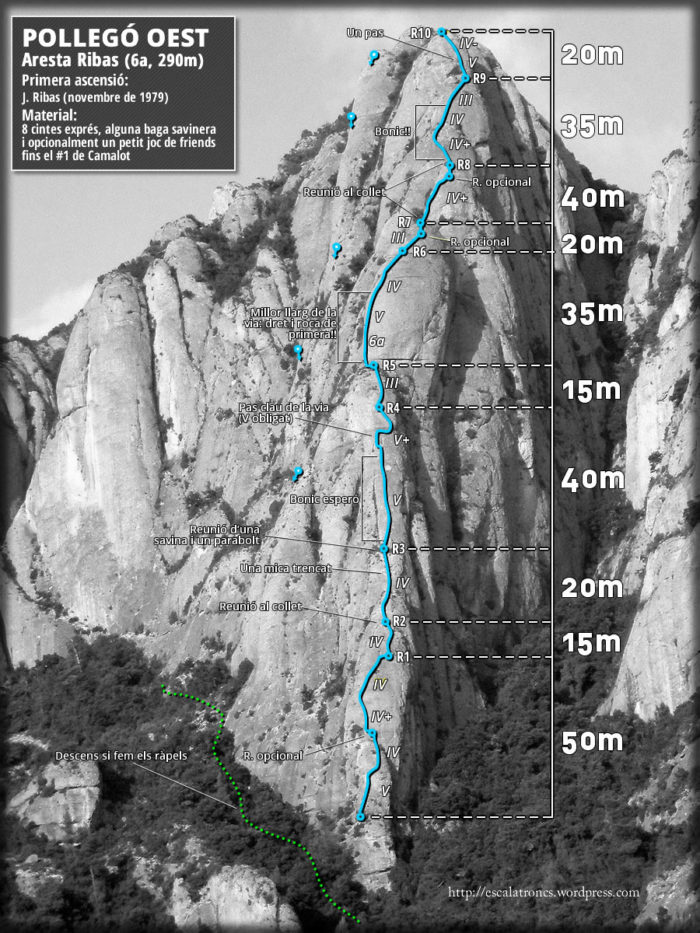 POLLEGÓ OEST
Aresta Ribas (6a, 290m)
Primera ascensió:
J. Ribas (novembre de 1979)
Material:
8 cintes exprés, alguna baga savinera
i opcionalment un petit joc de friends
fins el #1 de Camalot
Un pas
R10
IV-
V
R9
20m
III
IV
Bonic!!
IV+
35m
R8
R. opcional
Reunió al collet
IV+
40m
R7
III
R. opcional
20m
R6
IV
Millor llarg de la
via: dret i roca de
primera!!
V
6a
35m
R5
III
15m
R4
Pas clau de la via
(V obligat)
V+
Bonic esperó
V
40m
Reunió d'una
savina i un parabolt
R3
Una mica trencat
IV
20m
Reunió al collet
R2
IV
15m
R1
IV
IV+
R. opcional
IV
V
50m
Descens si fem els ràpels
http://escalatroncs.wordpress.com